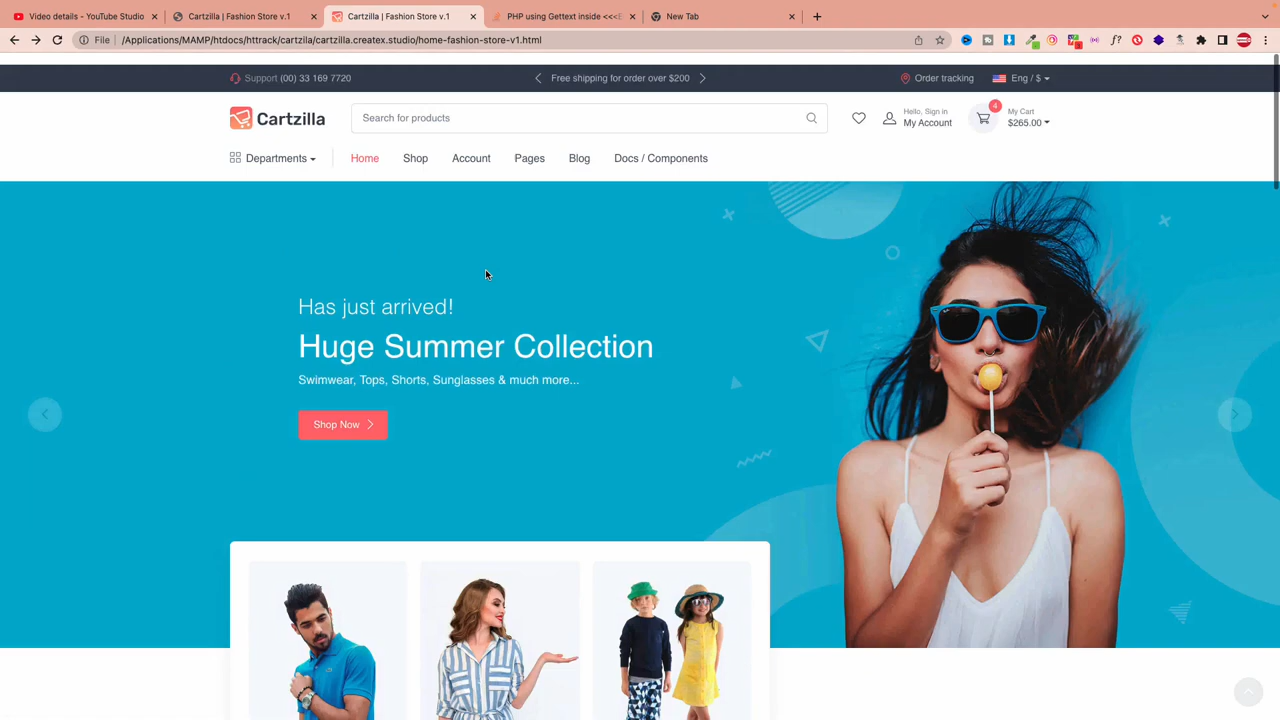 Video details - YouTube Studio
Cartzilla | Fashion Store v.1
Cartzilla | Fashion Store v.1
PHP using Gettext inside <<<E
New Tab
File
/Applications/MAMP/htdocs/httrack/cartzilla/cartzilla.createx.studio/home-fashion-store-v1.html
Support (00) 33 169 7720
Free shipping for order over $200
Order tracking
Eng / $
Cartzilla
Search for products
Hello, Sign in
My Account
4
My Cart
$265.00
Departments
Home
Shop
Account
Pages
Blog
Docs / Components
Has just arrived!
Huge Summer Collection
Swimwear, Tops, Shorts, Sunglasses & much more...
Shop Now